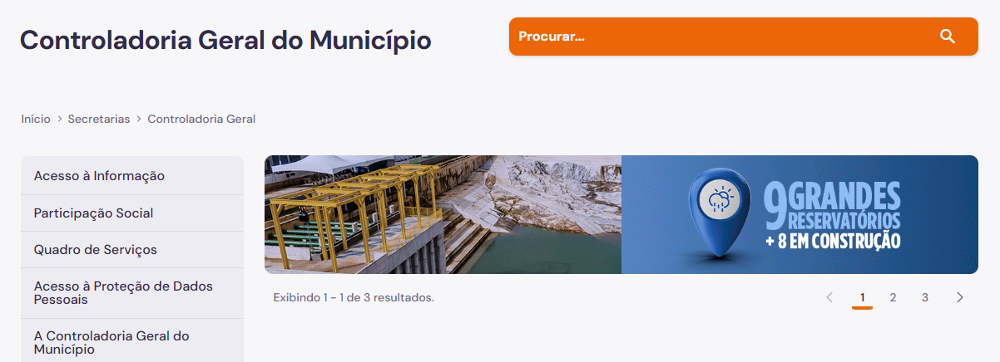 Controladoria Geral do Município
Procurar...
Início > Secretarias > Controladoria Geral
Acesso à Informação
Participação Social
Quadro de Serviços
Acesso à Proteção de Dados
Pessoais
A Controladoria Geral do
Município
9 GRANDES
RESERVATÓRIOS
+ 8 EM CONSTRUÇÃO
Exibindo 1 - 1 de 3 resultados.
< 1 2 3 >